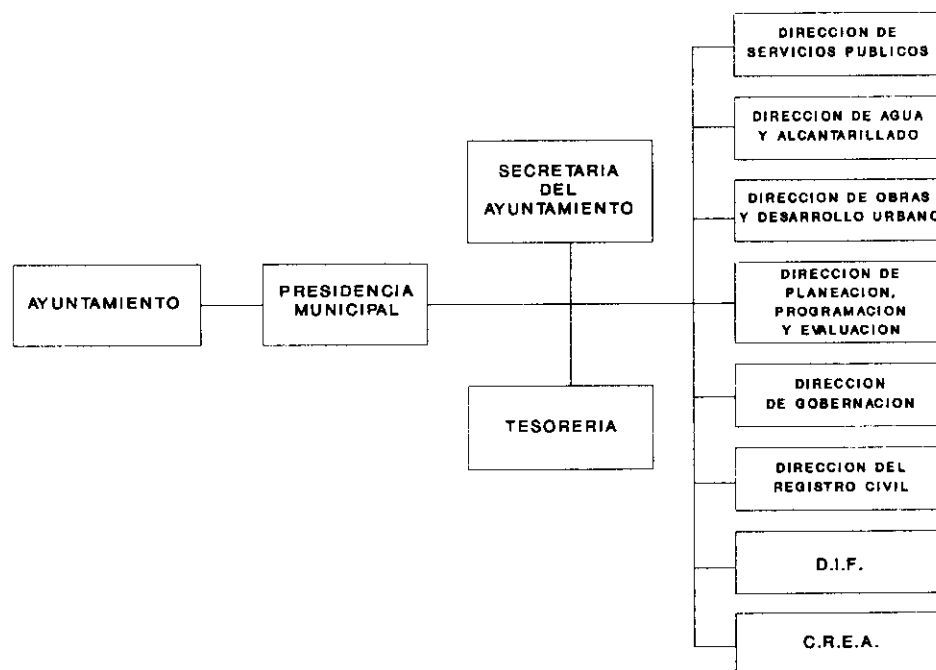 AYUNTAMIENTO
PRESIDENCIA
MUNICIPAL
SECRETARIA
DEL
AYUNTAMIENTO
TESORERIA
DIRECCION DE
SERVICIOS PUBLICOS
DIRECCION DE AGUA
Y ALCANTARILLADO
DIRECCION DE OBRAS
Y DESARROLLO URBANO
DIRECCION DE
PLANEACION,
PROGRAMACION
Y EVALUACION
DIRECCION
DE GOBERNACION
DIRECCION DEL
REGISTRO CIVIL
D.I.F.
C.R.E.A.